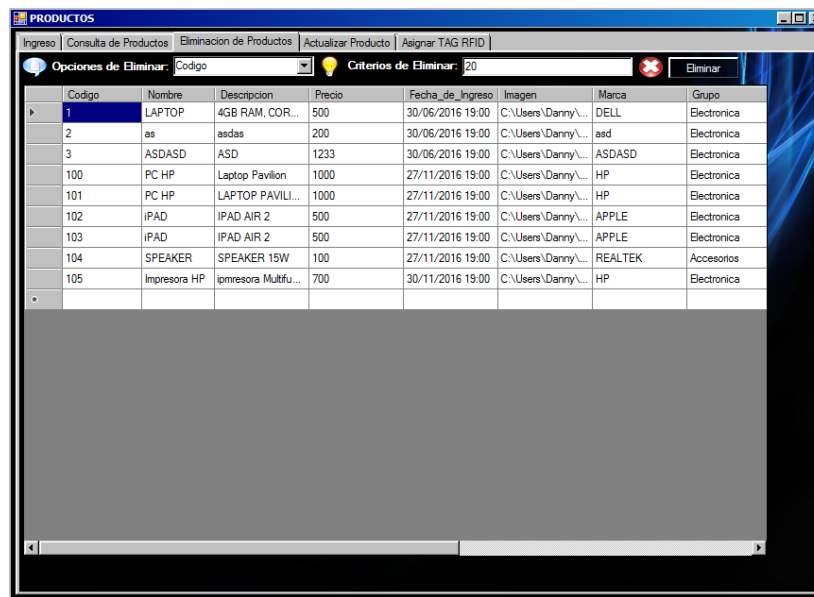 PRODUCTOS
Ingreso Consulta de Productos Eliminacion de Productos Actualizar Producto Asignar TAG RFID
Opciones de Eliminar: Codigo Criterios de Eliminar: 20 Eliminar
Codigo Nombre Descripcion Precio Fecha_de_Ingreso Imagen Marca Grupo
1 LAPTOP 4GB RAM, COR... 500 30/06/2016 19:00 C:\Users\Danny\... DELL Electronica
2 as asdas 200 30/06/2016 19:00 C:\Users\Danny\... asd Electronica
3 ASDASD ASD 1233 30/06/2016 19:00 C:\Users\Danny\... ASDASD Electronica
100 PC HP Laptop Pavilion 1000 27/11/2016 19:00 C:\Users\Danny\... HP Electronica
101 PC HP LAPTOP PAVILI... 1000 27/11/2016 19:00 C:\Users\Danny\... HP Electronica
102 iPAD IPAD AIR 2 500 27/11/2016 19:00 C:\Users\Danny\... APPLE Electronica
103 iPAD IPAD AIR 2 500 27/11/2016 19:00 C:\Users\Danny\... APPLE Electronica
104 SPEAKER SPEAKER 15W 100 27/11/2016 19:00 C:\Users\Danny\... REALTEK Accesorios
105 Impresora HP ipmresora Multifu... 700 30/11/2016 19:00 C:\Users\Danny\... HP Electronica